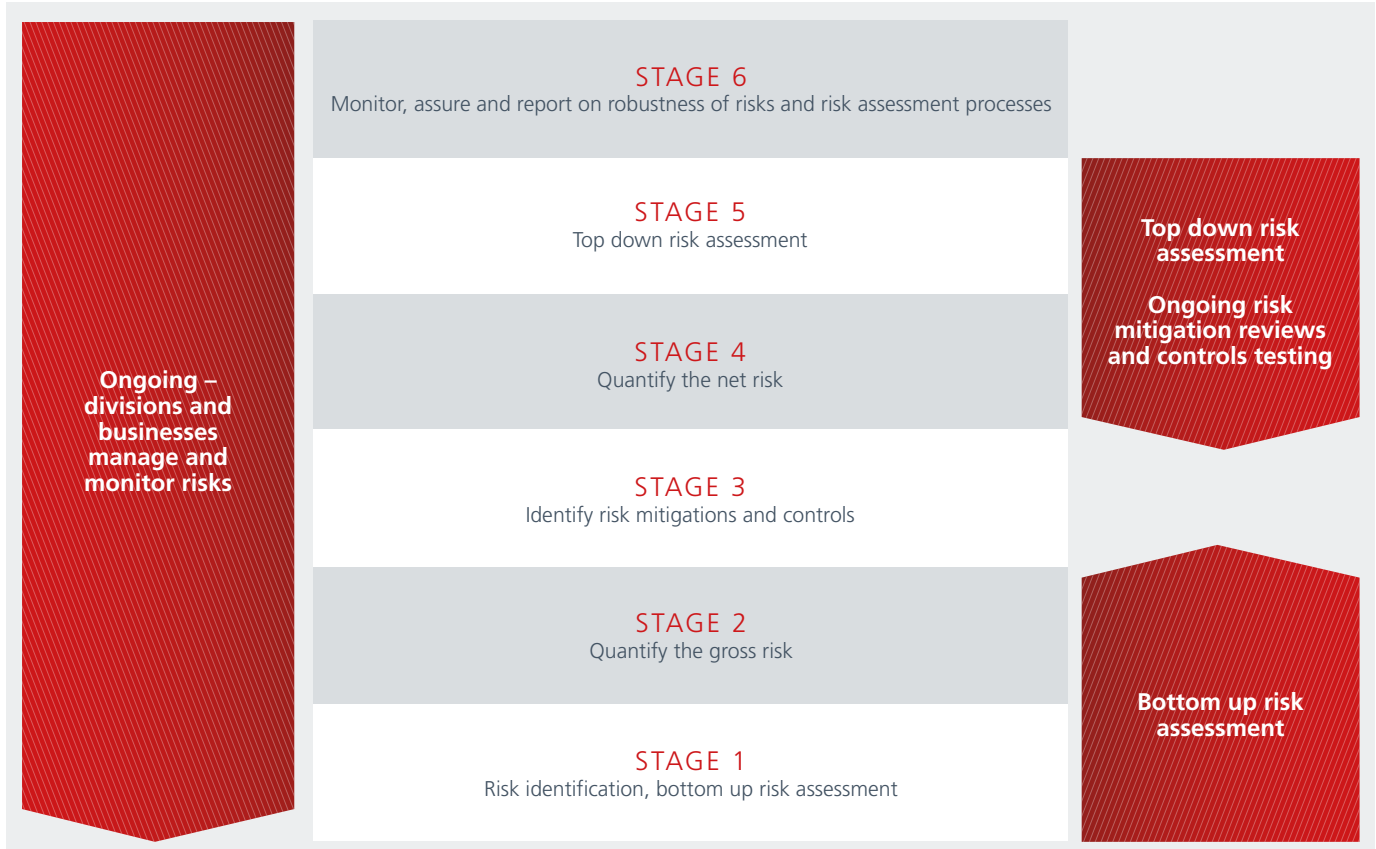 Ongoing –
divisions and
businesses
manage and
monitor risks
STAGE 6
Monitor, assure and report on robustness of risks and risk assessment processes
STAGE 5
Top down risk assessment
STAGE 4
Quantify the net risk
STAGE 3
Identify risk mitigations and controls
STAGE 2
Quantify the gross risk
STAGE 1
Risk identification, bottom up risk assessment
Top down risk
assessment
Ongoing risk
mitigation reviews
and controls testing
Bottom up risk
assessment